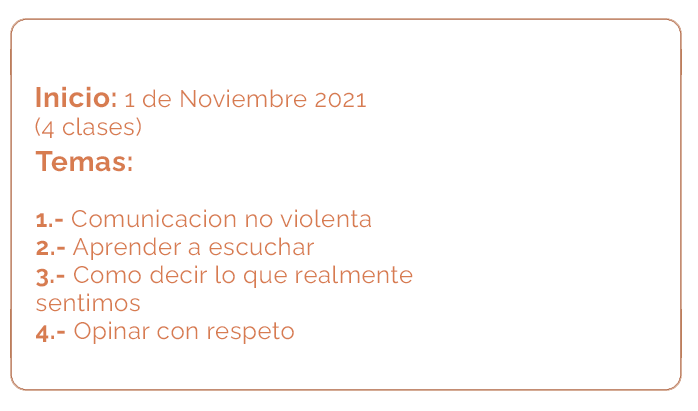 Inicio: 1 de Noviembre 2021
(4 clases)
Temas:
1.- Comunicacion no violenta
2.- Aprender a escuchar
3.- Como decir lo que realmente
sentimos
4.- Opinar con respeto